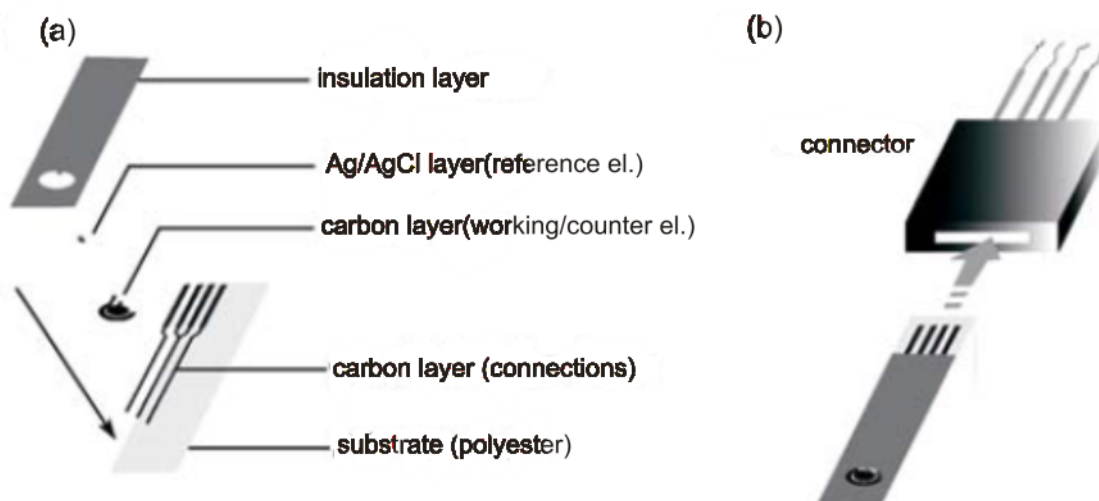 (a)
insulation layer
Ag/AgCl layer(reference el.)
carbon layer(working/counter el.)
carbon layer (connections)
substrate (polyester)
(b)
connector